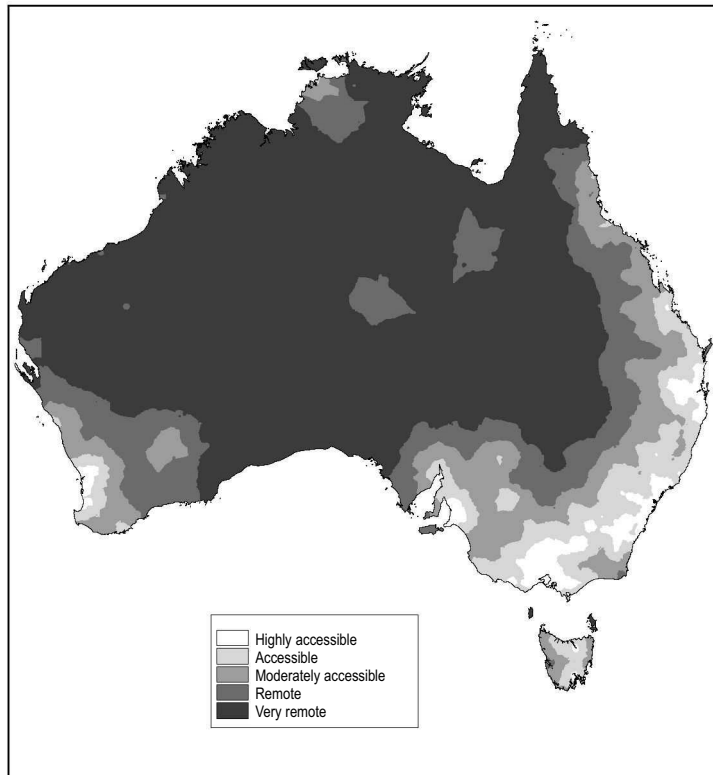 Highly accessible
Accessible
Moderately accessible
Remote
Very remote